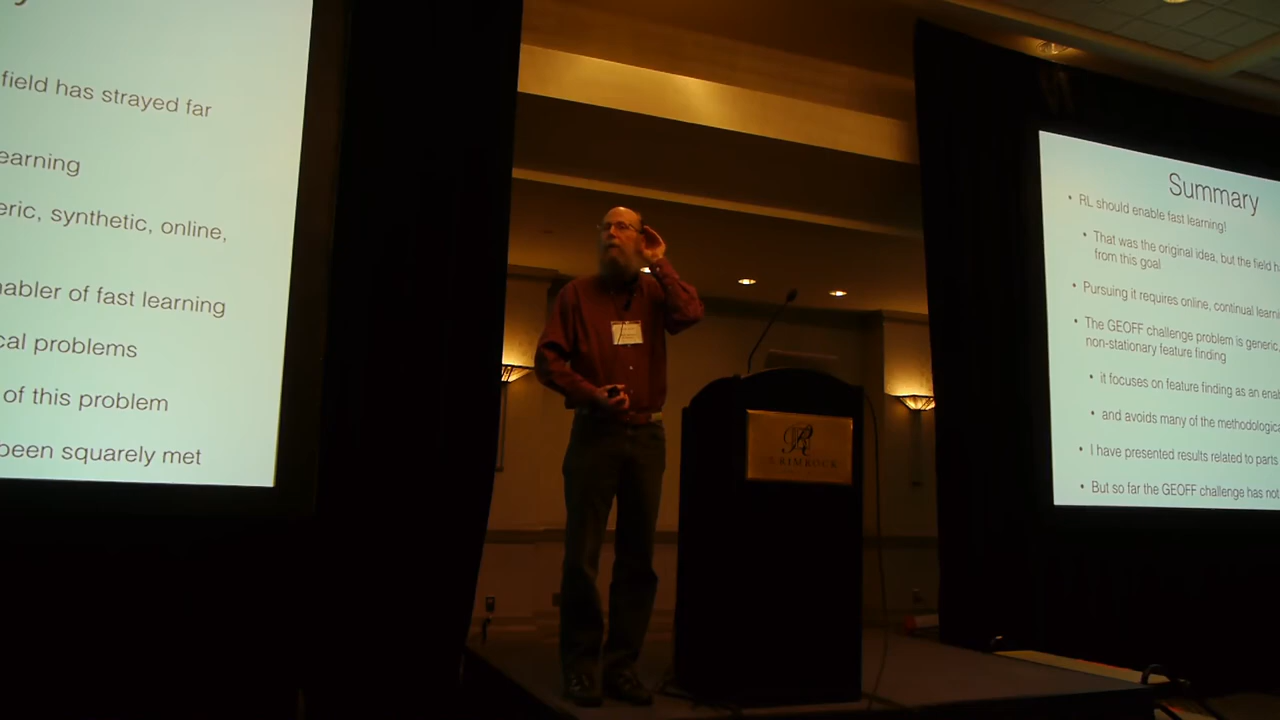 field has strayed far
earning
eric, synthetic, online,
nabler of fast learning
cal problems
of this problem
been squarely met
RIMROCK
Summary
• RL should enable fast learning!
• That was the original idea, but the field h
from this goal
• Pursuing it requires online, continual learni
• The GEOFF challenge problem is generic,
non-stationary feature finding
• it focuses on feature finding as an ena
• and avoids many of the methodologica
• I have presented results related to parts
• But so far the GEOFF challenge has not